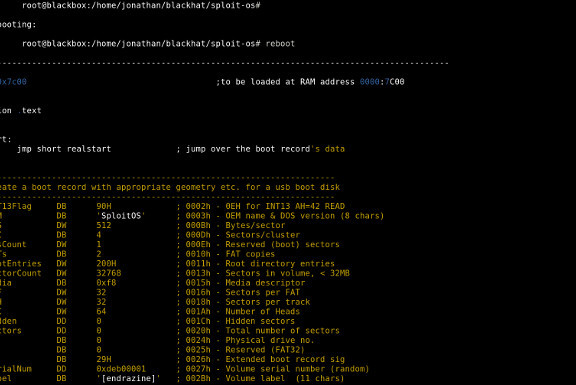 root@blackbox:/home/jonathan/blackhat/sploit-os#
ooting:
root@blackbox:/home/jonathan/blackhat/sploit-os# reboot
------------------------------------------------------------------------------------------
0x7c00 ;to be loaded at RAM address 0000:7C00
ion .text
rt:
jmp short realstart ; jump over the boot record's data
----------------------------------------------------------------------
eate a boot record with appropriate geometry etc. for a usb boot disk
----------------------------------------------------------------------
T13Flag DB 90H ; 0002h - 0EH for INT13 AH=42 READ
M DB 'SploitOS' ; 0003h - OEM name & DOS version (8 chars)
S DW 512 ; 000Bh - Bytes/sector
C DB 4 ; 000Dh - Sectors/cluster
sCount DW 1 ; 000Eh - Reserved (boot) sectors
Ts DB 2 ; 0010h - FAT copies
otEntries DW 200H ; 0011h - Root directory entries
ctorCount DW 32768 ; 0013h - Sectors in volume, < 32MB
dia DB 0xf8 ; 0015h - Media descriptor
F DW 32 ; 0016h - Sectors per FAT
DW 32 ; 0018h - Sectors per track
C DW 64 ; 001Ah - Number of Heads
dden DD 0 ; 001Ch - Hidden sectors
ctors DD 0 ; 0020h - Total number of sectors
DB 0 ; 0024h - Physical drive no.
DB 0 ; 0025h - Reserved (FAT32)
DB 29H ; 0026h - Extended boot record sig
rialNum DD 0xdeb00001 ; 0027h - Volume serial number (random)
bel DB '[endrazine]' ; 002Bh - Volume label (11 chars)